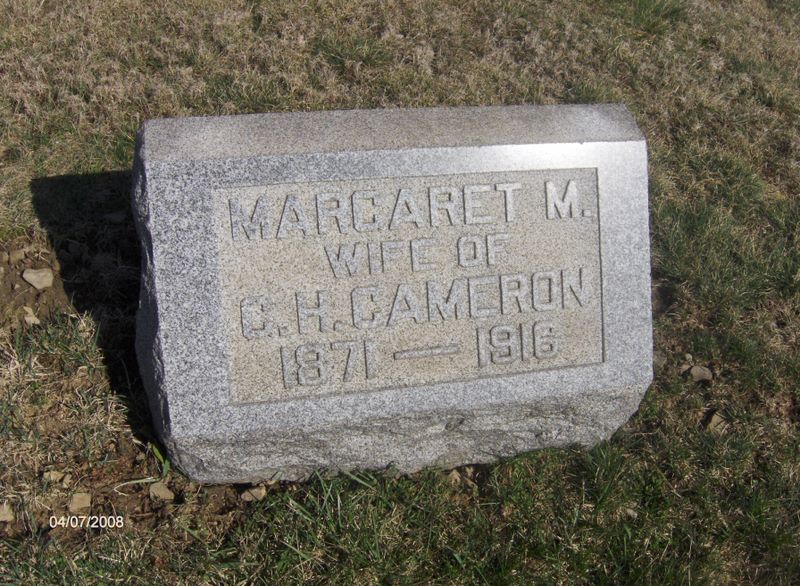 MARGARET M.
WIFE OF
C. H. CAMERON
1871 — 1916
04/07/2008